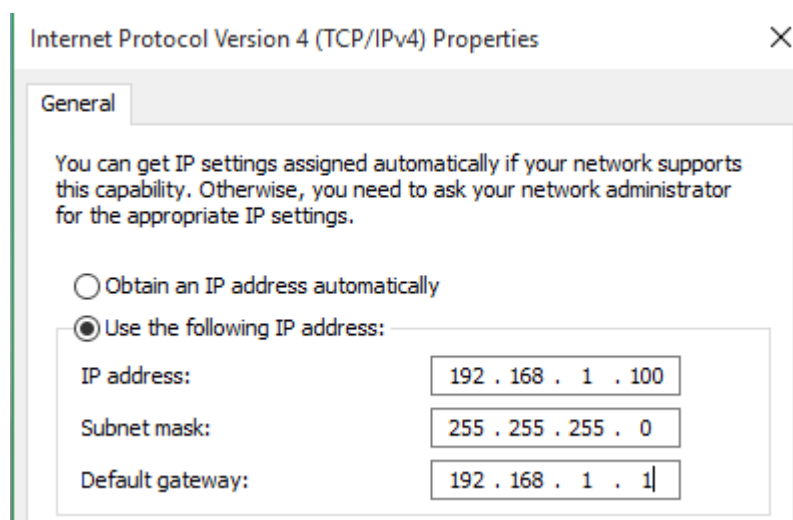 Internet Protocol Version 4 (TCP/IPv4) Properties
General
You can get IP settings assigned automatically if your network supports
this capability. Otherwise, you need to ask your network administrator
for the appropriate IP settings.
Obtain an IP address automatically
Use the following IP address:
IP address: 192 . 168 . 1 . 100
Subnet mask: 255 . 255 . 255 . 0
Default gateway: 192 . 168 . 1 . 1